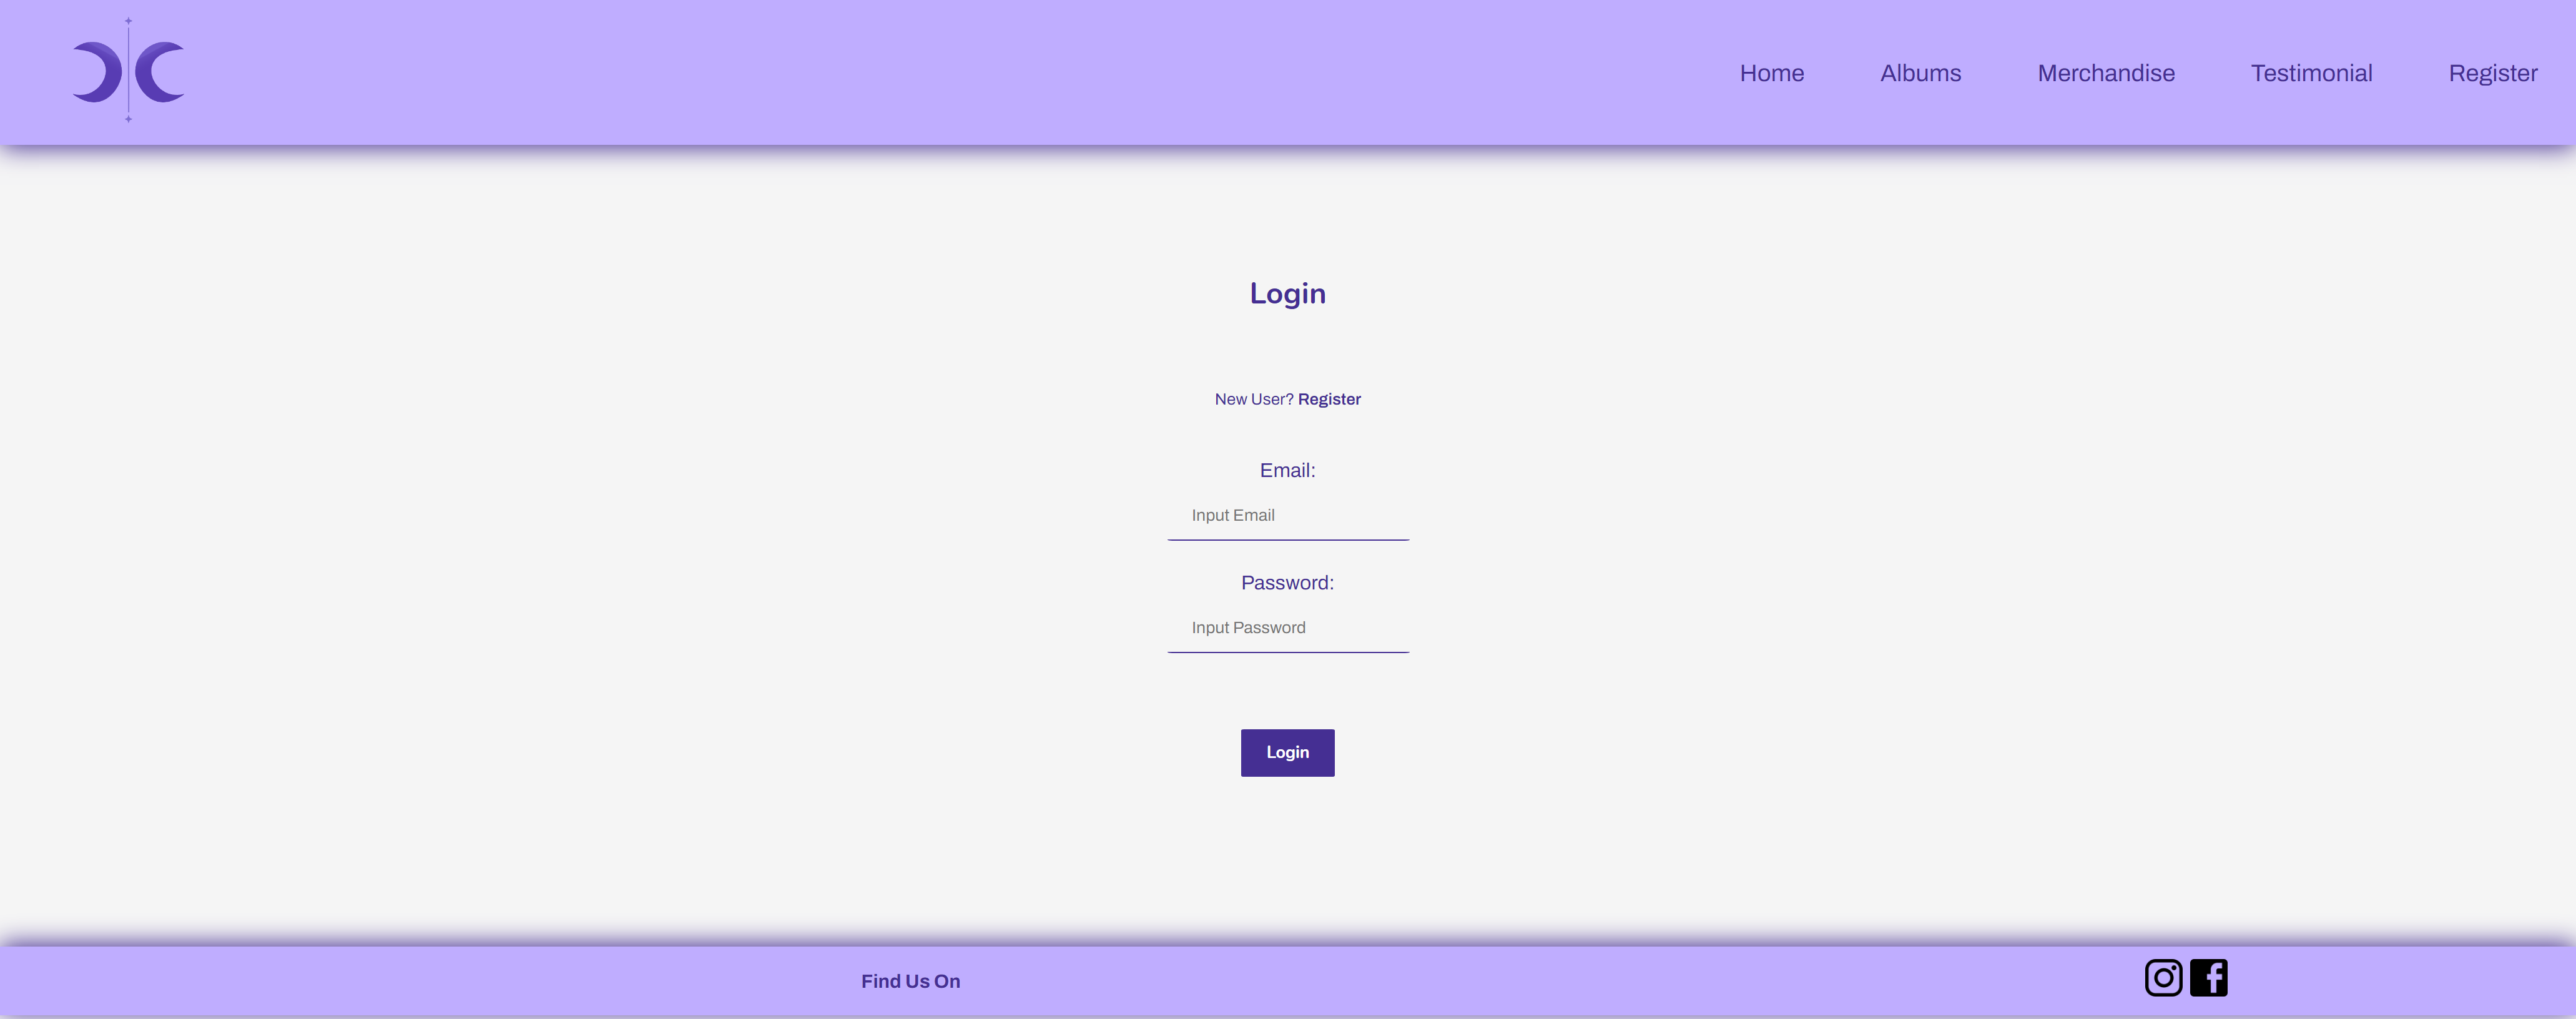 Home Albums Merchandise Testimonial Register
Login
New User? Register
Email:
Input Email
Password:
Input Password
Login
Find Us On